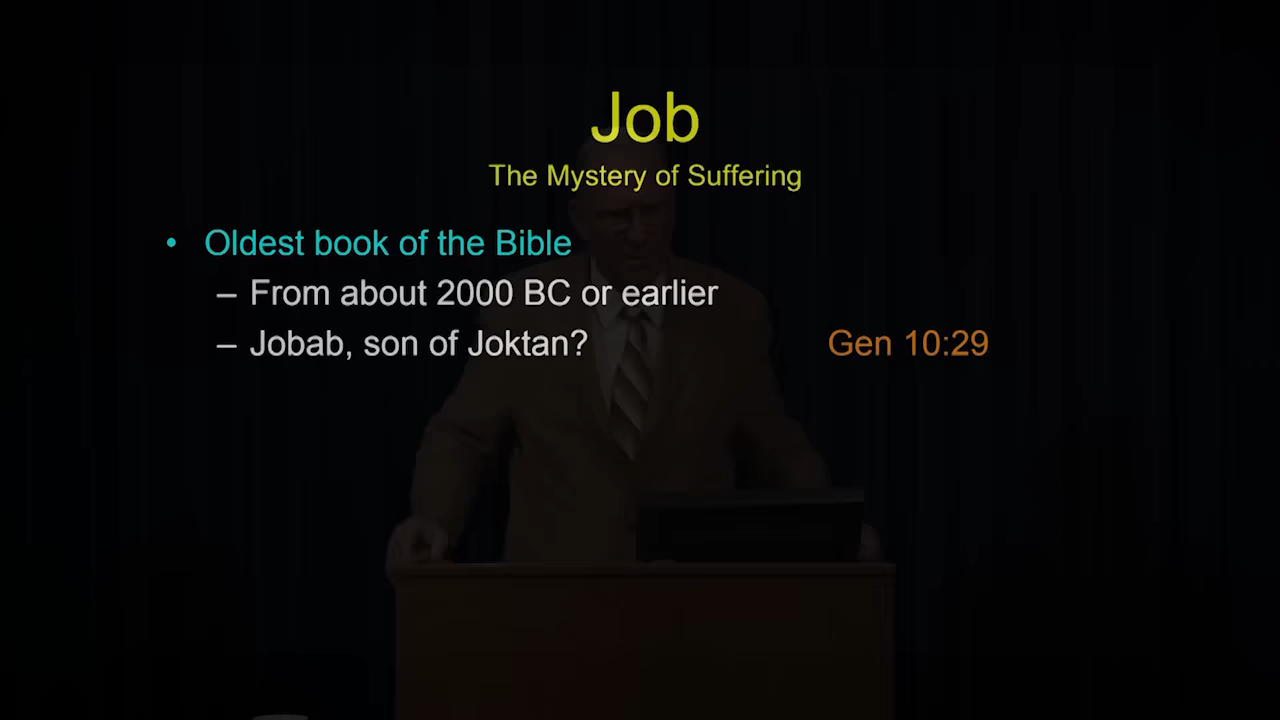 Job
The Mystery of Suffering
• Oldest book of the Bible
– From about 2000 BC or earlier
– Jobab, son of Joktan? Gen 10:29